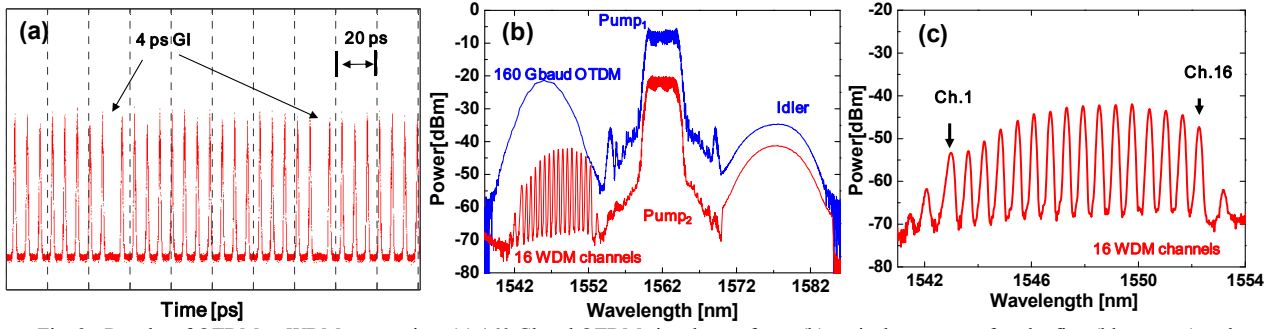 (a)
4 ps GI
20 ps
Time [ps]
(b)
Power[dBm]
0
-10
-20
-30
-40
-50
-60
-70
-80
Pump1
160 Gbaud OTDM
Idler
Pump2
16 WDM channels
1542
1552
1562
1572
1582
Wavelength [nm]
(c)
Power[dBm]
-20
-30
-40
-50
-60
-70
-80
Ch.1
Ch.16
16 WDM channels
1542
1546
1550
1554
Wavelength [nm]